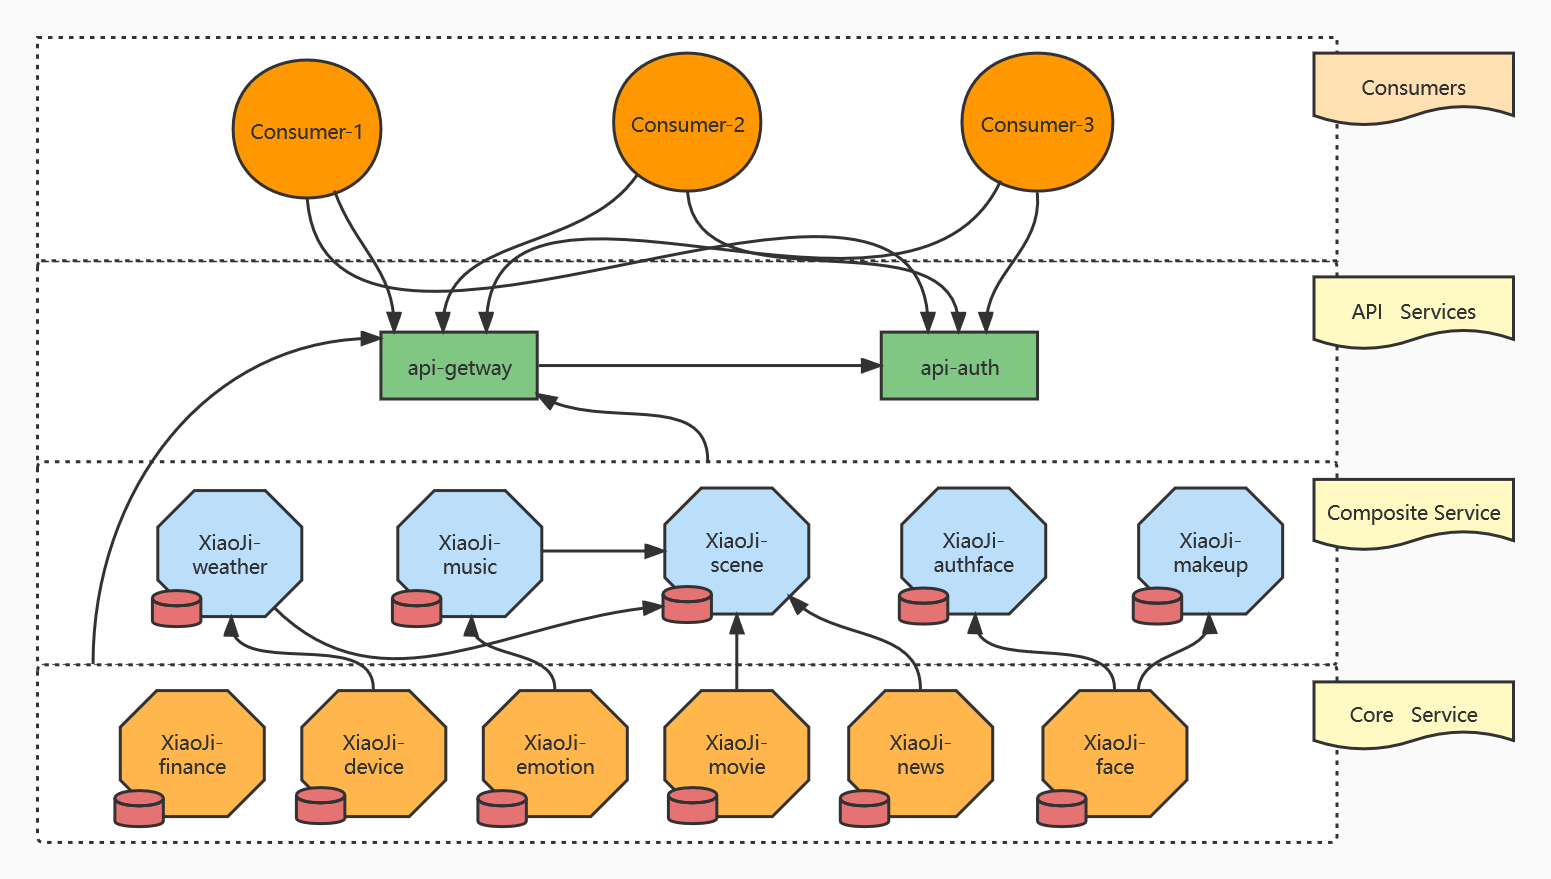 Consumer-1
Consumer-2
Consumer-3
Consumers
api-getway
api-auth
API Services
XiaoJi-
weather
XiaoJi-
music
XiaoJi-
scene
XiaoJi-
authface
XiaoJi-
makeup
Composite Service
XiaoJi-
finance
XiaoJi-
device
XiaoJi-
emotion
XiaoJi-
movie
XiaoJi-
news
XiaoJi-
face
Core Service